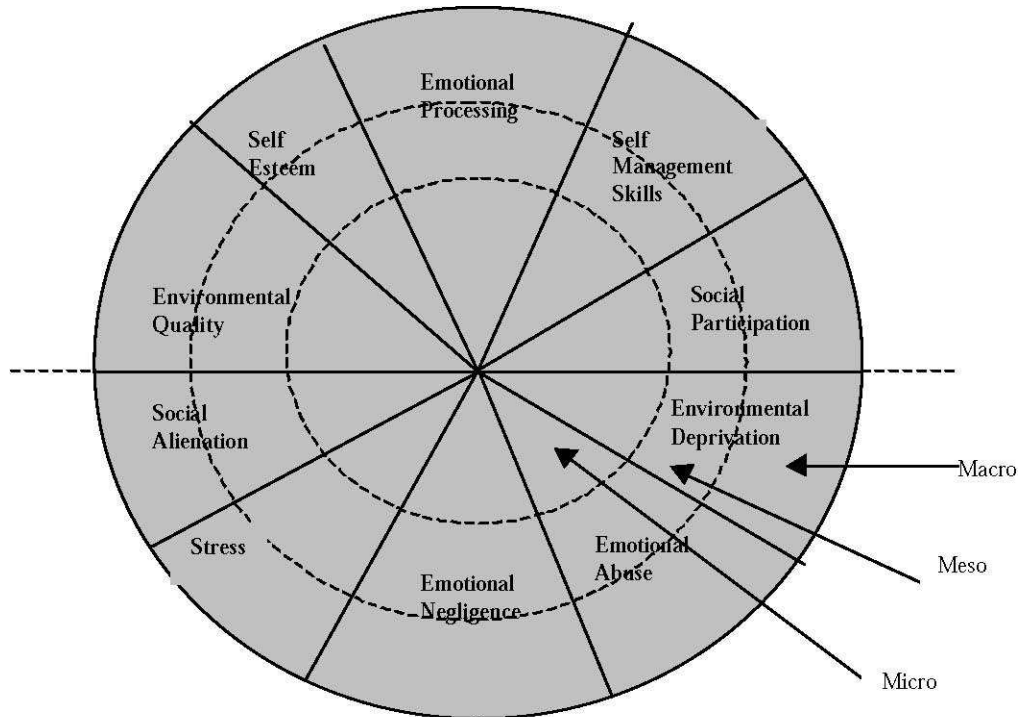 Emotional
Processing
Self
Esteem
Self
Management
Skills
Environmental
Quality
Social
Participation
Social
Alienation
Environmental
Deprivation
Macro
Stress
Emotional
Abuse
Meso
Emotional
Negligence
Micro